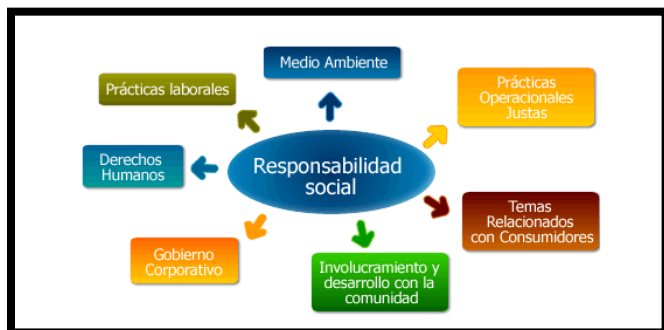 Medio Ambiente
Prácticas laborales
Prácticas
Operacionales
Justas
Derechos
Humanos
Responsabilidad
social
Temas
Relacionados
con Consumidores
Gobierno
Corporativo
Involucramiento y
desarrollo con la
comunidad